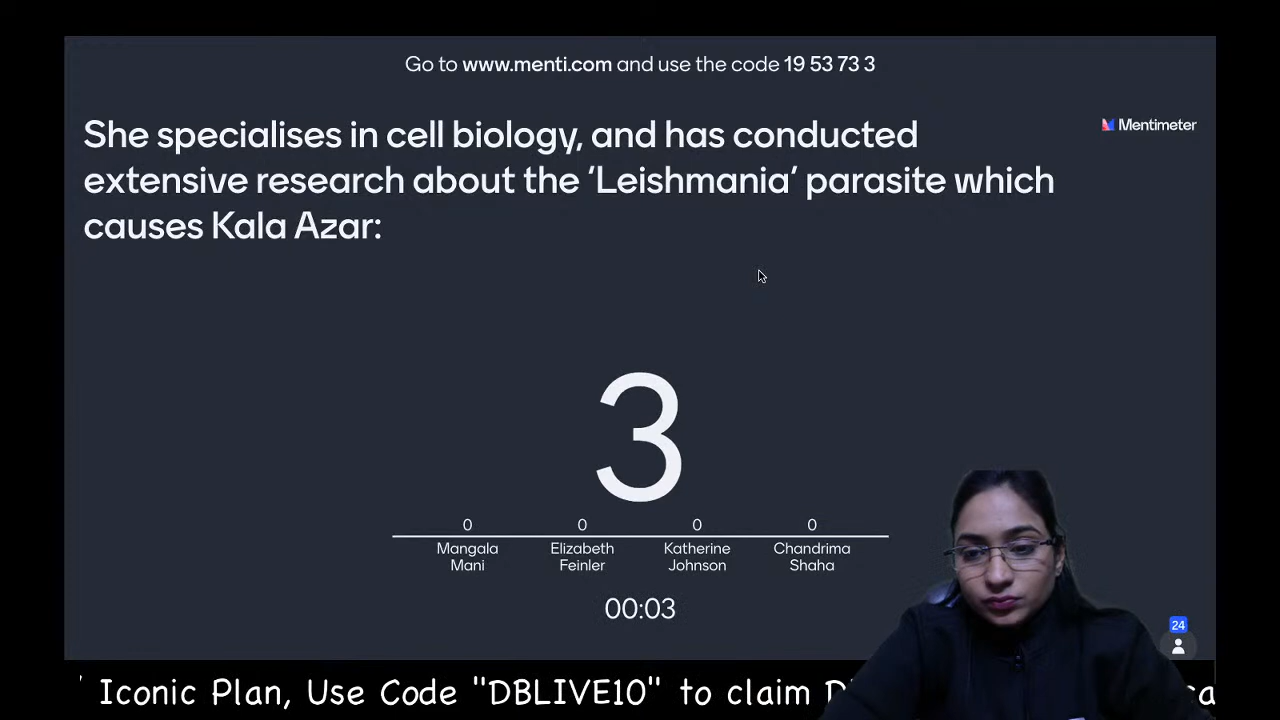 Go to www.menti.com and use the code 19 53 73 3
Mentimeter
She specialises in cell biology, and has conducted
extensive research about the ‘Leishmania’ parasite which
causes Kala Azar:
3
0 0 0 0
Mangala Elizabeth Katherine Chandrima
Mani Feinler Johnson Shaha
00:03
24
Iconic Plan, Use Code "DBLIVE10" to claim